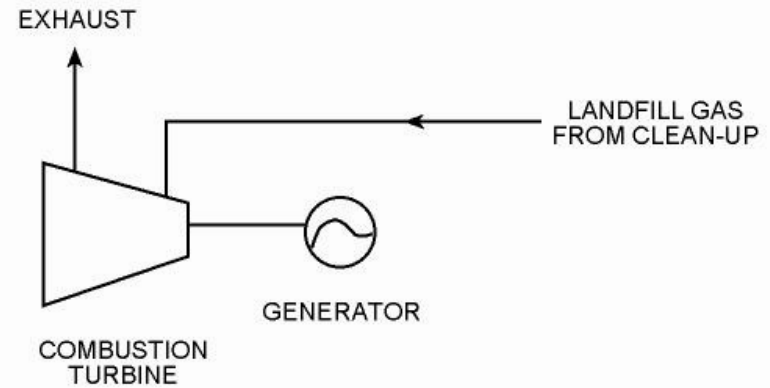 EXHAUST
LANDFILL GAS
FROM CLEAN-UP
GENERATOR
COMBUSTION
TURBINE